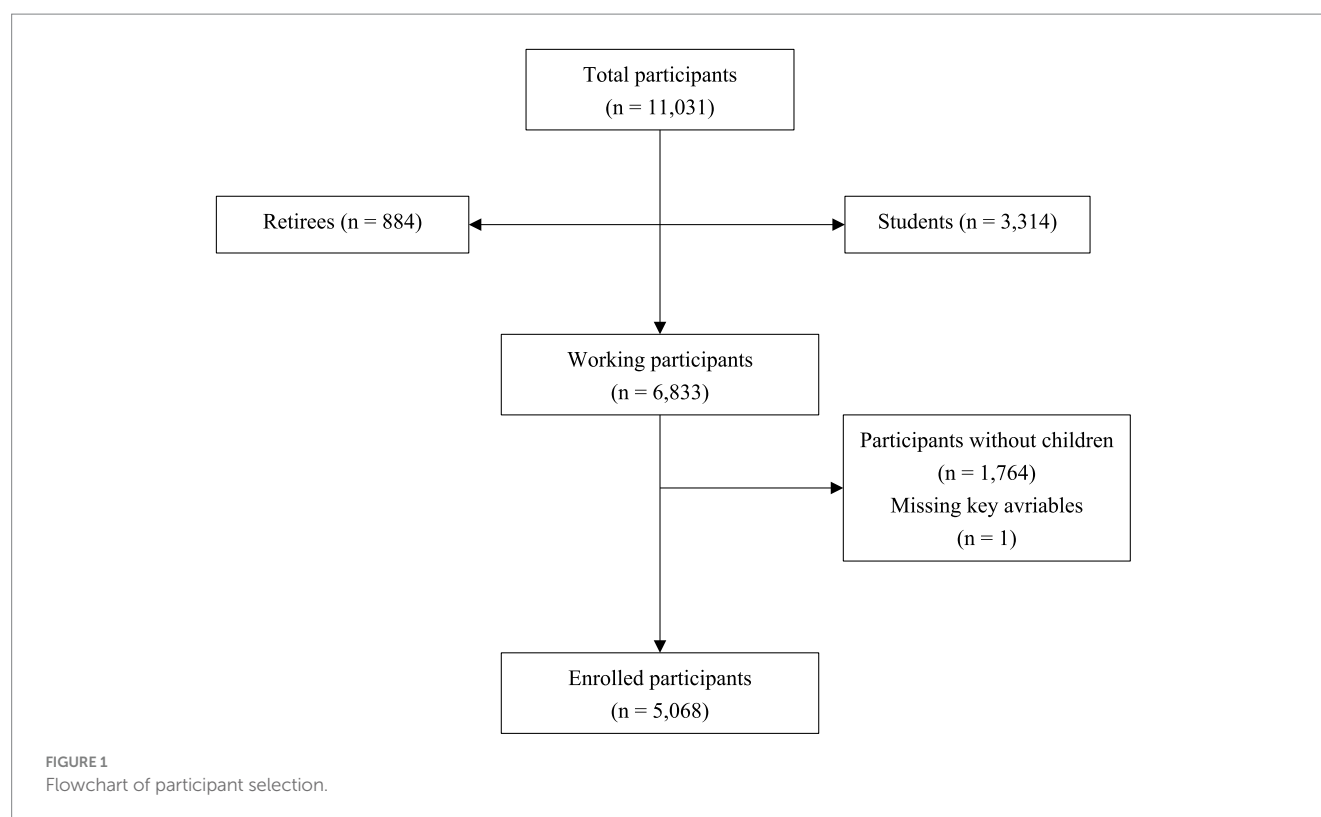 Total participants
(n = 11,031)
Retirees (n = 884)
Students (n = 3,314)
Working participants
(n = 6,833)
Participants without children
(n = 1,764)
Missing key avriables
(n = 1)
Enrolled participants
(n = 5,068)
FIGURE 1
Flowchart of participant selection.